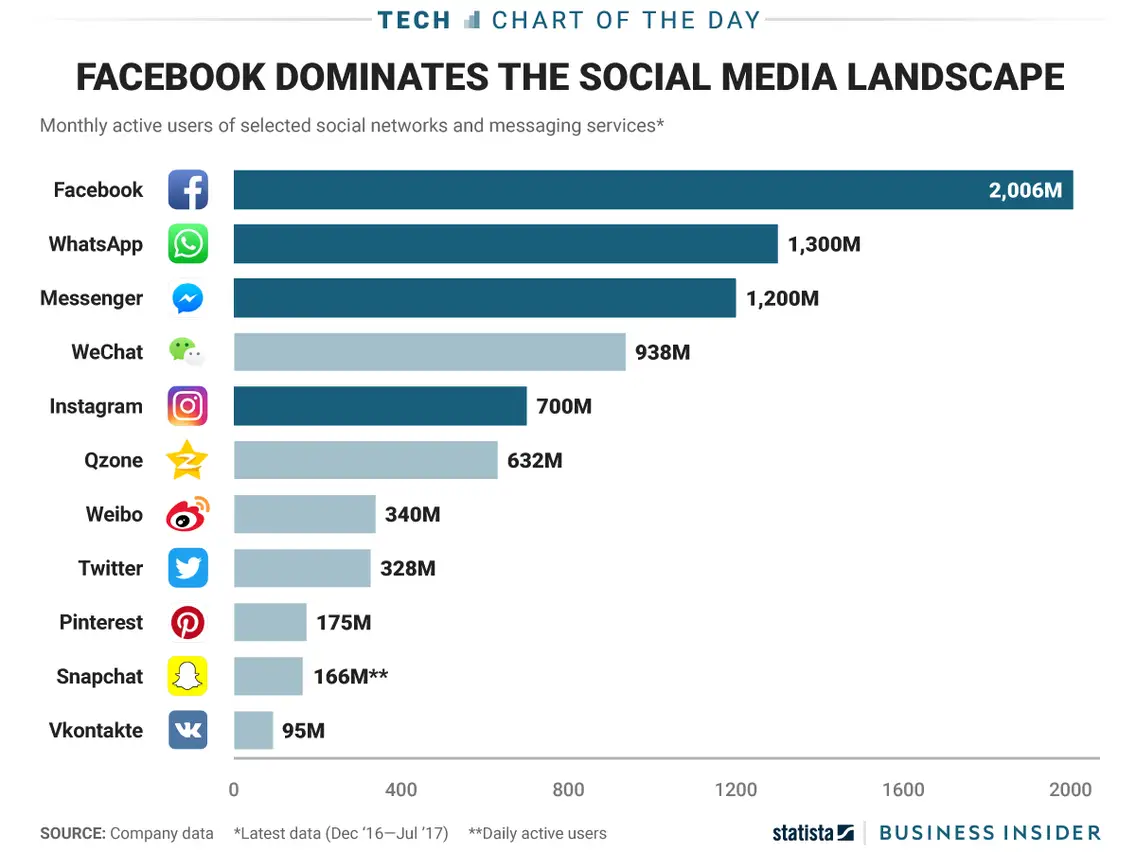 TECH CHART OF THE DAY
FACEBOOK DOMINATES THE SOCIAL MEDIA LANDSCAPE
Monthly active users of selected social networks and messaging services*
Facebook 2,006M
WhatsApp 1,300M
Messenger 1,200M
WeChat 938M
Instagram 700M
Qzone 632M
Weibo 340M
Twitter 328M
Pinterest 175M
Snapchat 166M**
Vkontakte 95M
0 400 800 1200 1600 2000
SOURCE: Company data *Latest data (Dec ‘16—Jul ’17) **Daily active users statista BUSINESS INSIDER